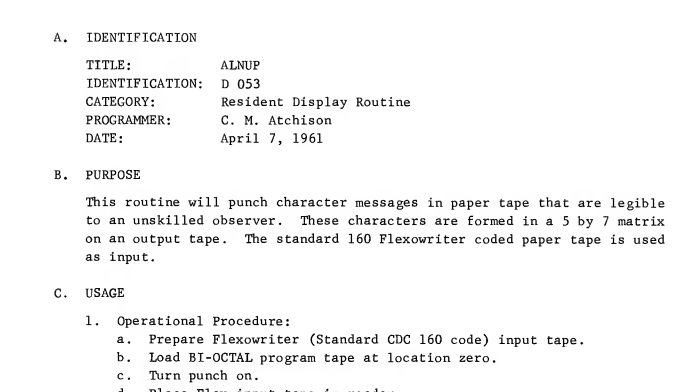 A. IDENTIFICATION
TITLE: ALNUP
IDENTIFICATION: D 053
CATEGORY: Resident Display Routine
PROGRAMMER: C. M. Atchison
DATE: April 7, 1961
B. PURPOSE
This routine will punch character messages in paper tape that are legible
to an unskilled observer. These characters are formed in a 5 by 7 matrix
on an output tape. The standard 160 Flexowriter coded paper tape is used
as input.
C. USAGE
1. Operational Procedure:
a. Prepare Flexowriter (Standard CDC 160 code) input tape.
b. Load BI-OCTAL program tape at location zero.
c. Turn punch on.
d. Place Flex input tape in reader.